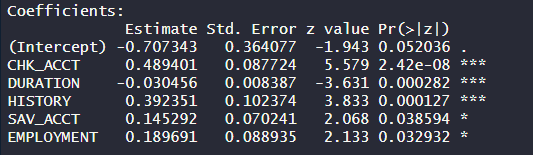 Coefficients:
Estimate Std. Error z value Pr(>|z|)
(Intercept) -0.707343 0.364077 -1.943 0.052036 .
CHK_ACCT 0.489401 0.087724 5.579 2.42e-08 ***
DURATION -0.030456 0.008387 -3.631 0.000282 ***
HISTORY 0.392351 0.102374 3.833 0.000127 ***
SAV_ACCT 0.145292 0.070241 2.068 0.038594 *
EMPLOYMENT 0.189691 0.088935 2.133 0.032932 *